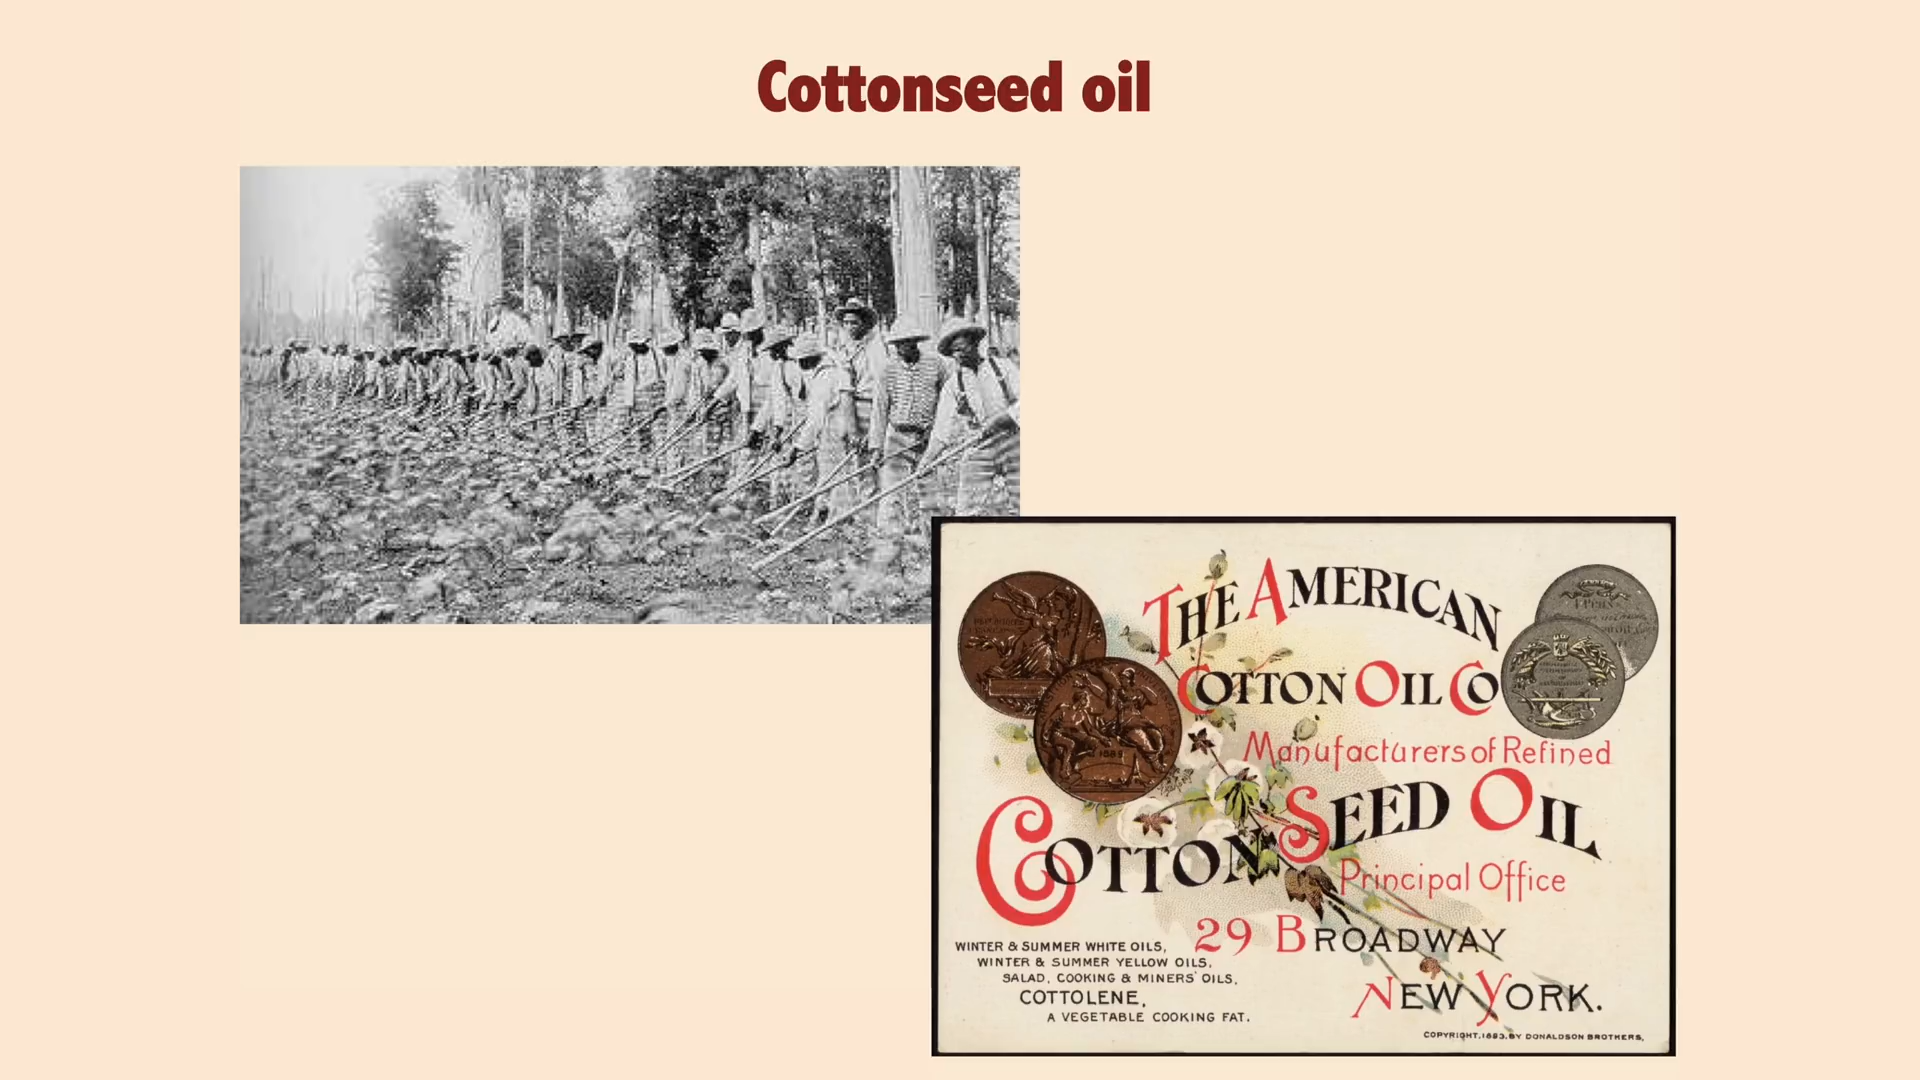 Cottonseed oil
THE AMERICAN
COTTON OIL CO
Manufacturers of Refined
COTTON SEED OIL
Principal Office
29 BROADWAY
NEW YORK.
WINTER & SUMMER WHITE OILS,
WINTER & SUMMER YELLOW OILS,
SALAD, COOKING & MINERS' OILS,
COTTOLENE,
A VEGETABLE COOKING FAT.
COPYRIGHT, 1893, BY DONALDSON BROTHERS,